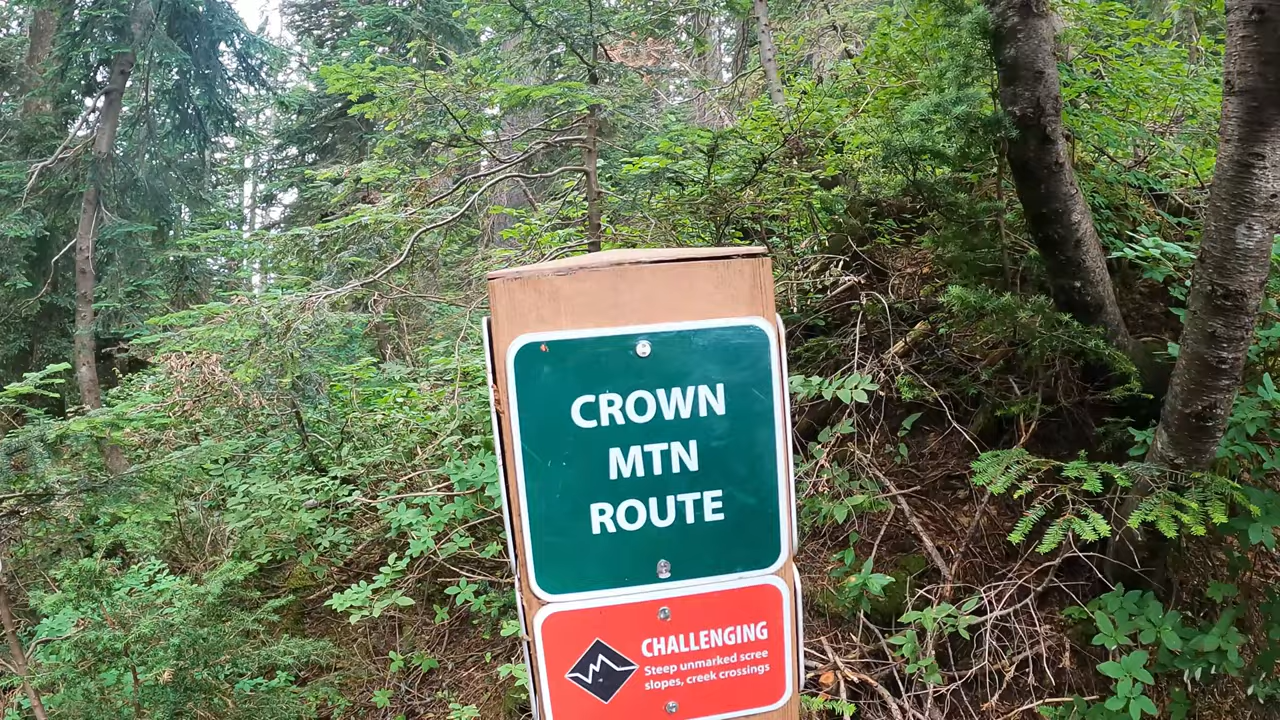 CROWN
MTN
ROUTE
CHALLENGING
Steep unmarked scree
slopes, creek crossings